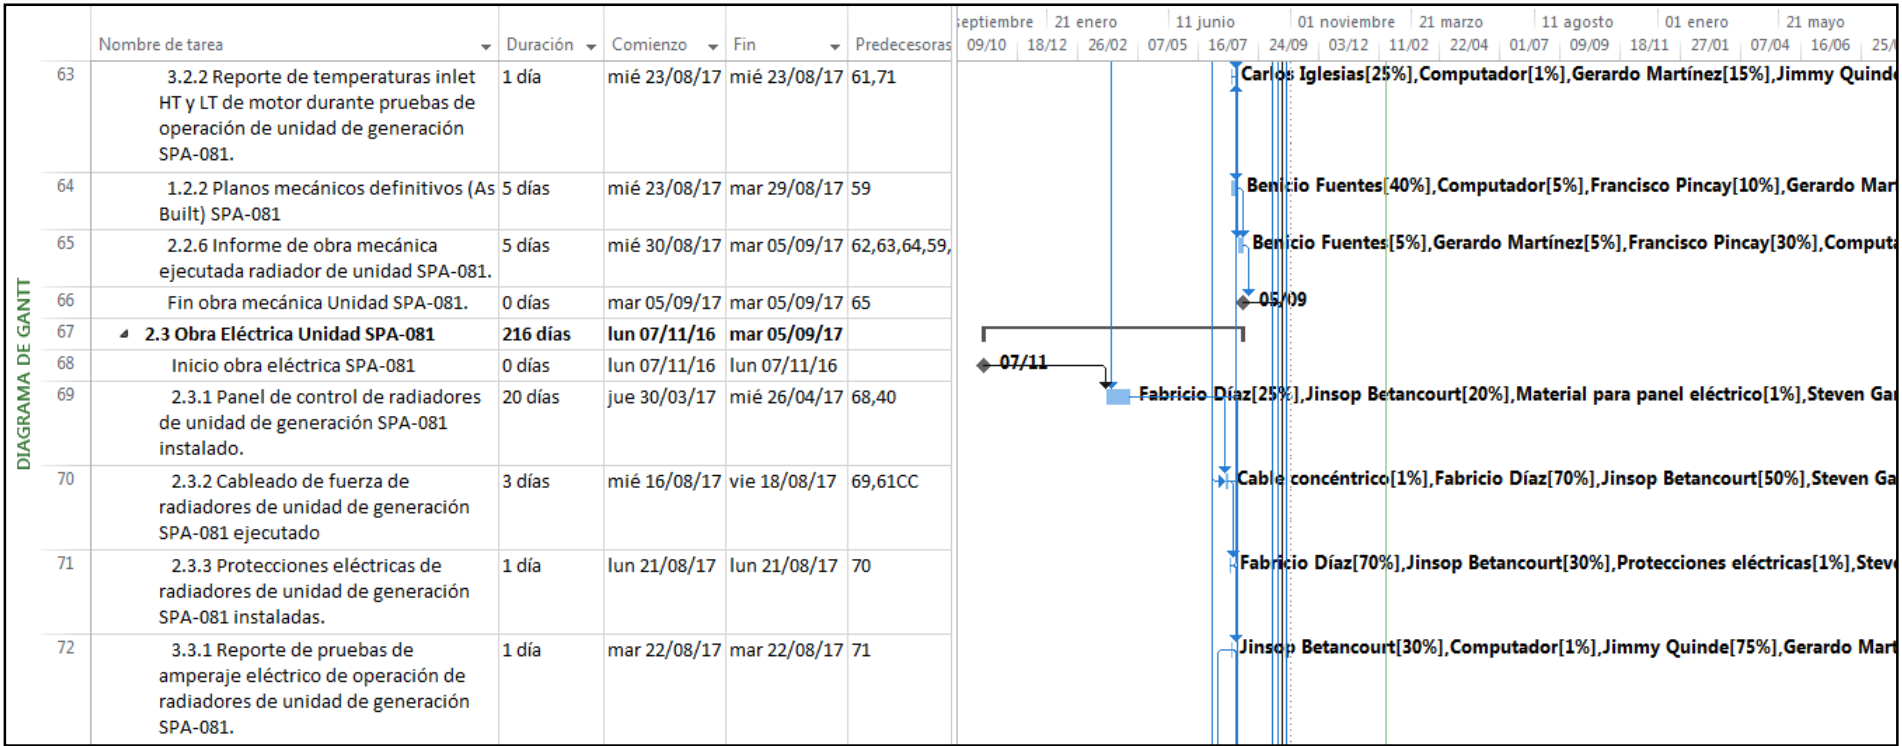 eptiembre 21 enero 11 junio 01 noviembre 21 marzo 11 agosto 01 enero 21 mayo
Nombre de tarea Duración Comienzo Fin Predecesoras 09/10 18/12 26/02 07/05 16/07 24/09 03/12 11/02 22/04 01/07 09/09 18/11 27/01 07/04 16/06 25/
DIAGRAMA DE GANTT
63 3.2.2 Reporte de temperaturas inlet 1 día mié 23/08/17 mié 23/08/17 61,71 Carlos Iglesias[25%],Computador[1%],Gerardo Martínez[15%],Jimmy Quinde
HT y LT de motor durante pruebas de
operación de unidad de generación
SPA-081.
64 1.2.2 Planos mecánicos definitivos (As 5 días mié 23/08/17 mar 29/08/17 59 Benicio Fuentes[40%],Computador[5%],Francisco Pincay[10%],Gerardo Mar
Built) SPA-081
65 2.2.6 Informe de obra mecánica 5 días mié 30/08/17 mar 05/09/17 62,63,64,59, Benicio Fuentes[5%],Gerardo Martínez[5%],Francisco Pincay[30%],Computa
ejecutada radiador de unidad SPA-081.
66 Fin obra mecánica Unidad SPA-081. 0 días mar 05/09/17 mar 05/09/17 65 05/09
67 2.3 Obra Eléctrica Unidad SPA-081 216 días lun 07/11/16 mar 05/09/17
68 Inicio obra eléctrica SPA-081 0 días lun 07/11/16 lun 07/11/16 07/11
69 2.3.1 Panel de control de radiadores 20 días jue 30/03/17 mié 26/04/17 68,40 Fabricio Díaz[25%],Jinsop Betancourt[20%],Material para panel eléctrico[1%],Steven Gar
de unidad de generación SPA-081
instalado.
70 2.3.2 Cableado de fuerza de 3 días mié 16/08/17 vie 18/08/17 69,61CC Cable concéntrico[1%],Fabricio Díaz[70%],Jinsop Betancourt[50%],Steven Ga
radiadores de unidad de generación
SPA-081 ejecutado
71 2.3.3 Protecciones eléctricas de 1 día lun 21/08/17 lun 21/08/17 70 Fabricio Díaz[70%],Jinsop Betancourt[30%],Protecciones eléctricas[1%],Steve
radiadores de unidad de generación
SPA-081 instaladas.
72 3.3.1 Reporte de pruebas de 1 día mar 22/08/17 mar 22/08/17 71 Jinsop Betancourt[30%],Computador[1%],Jimmy Quinde[75%],Gerardo Mart
amperaje eléctrico de operación de
radiadores de unidad de generación
SPA-081.